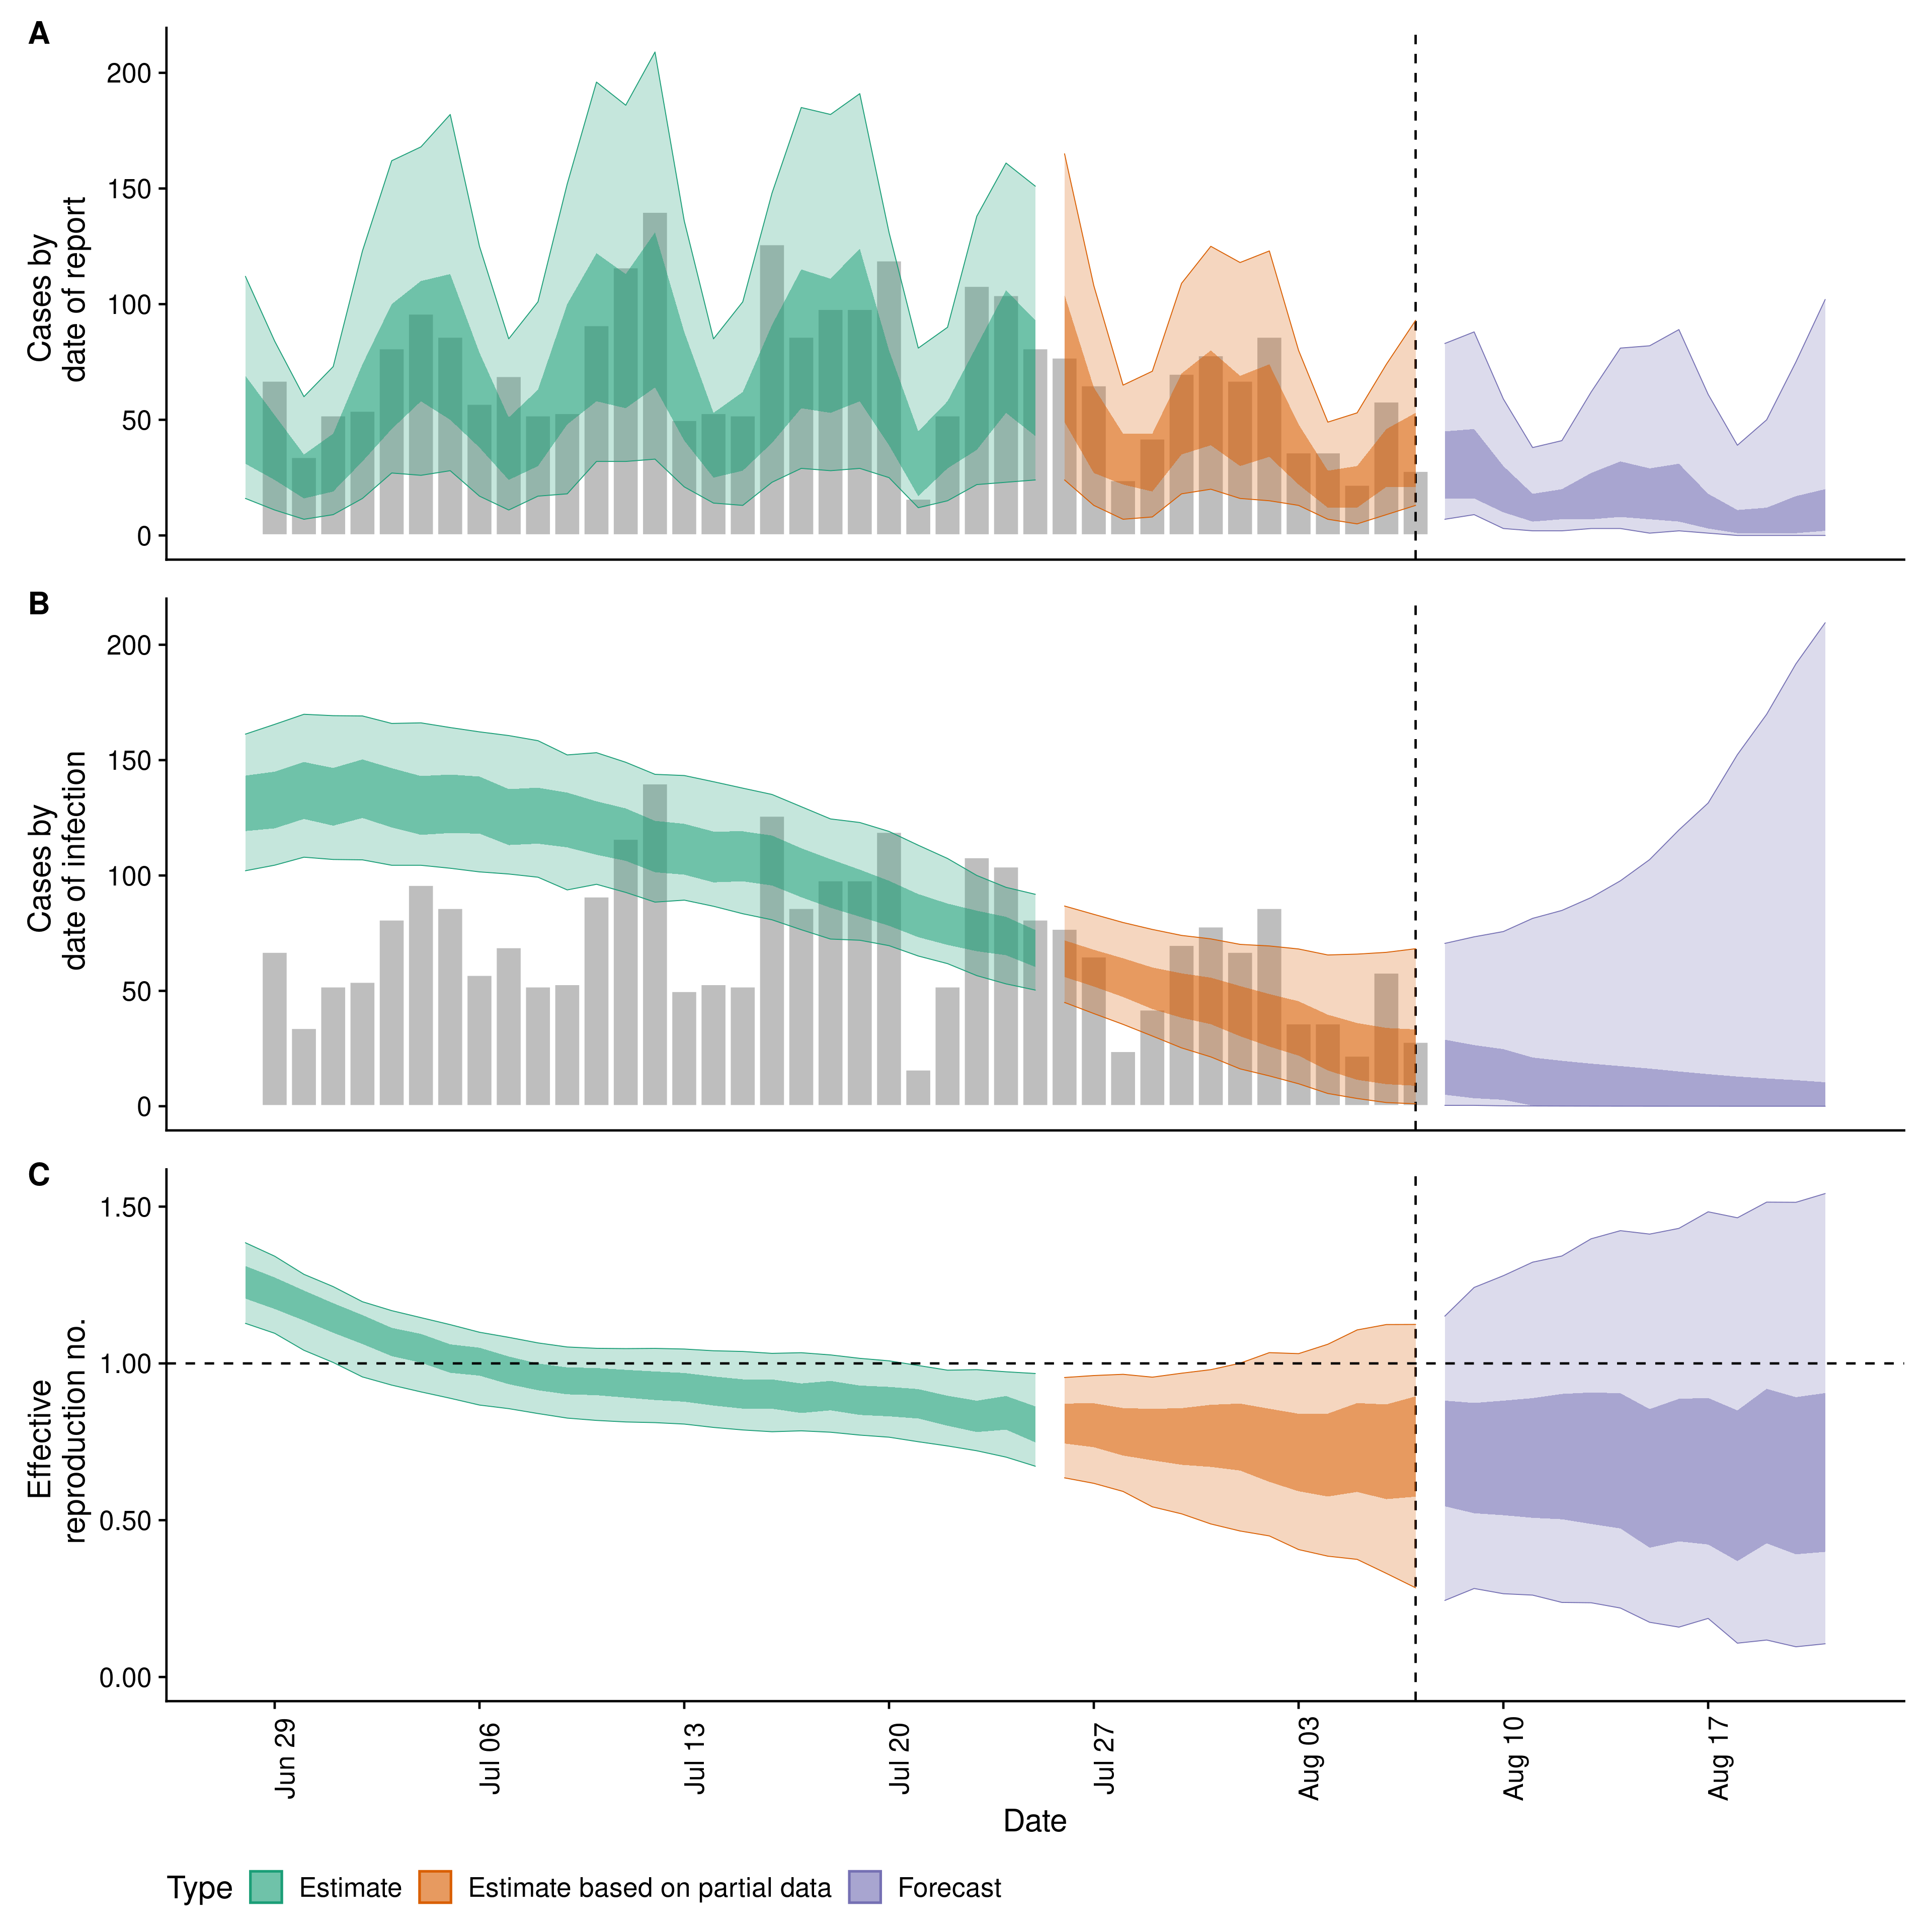 A
Cases by
date of report
200
150
100
50
0
B
Cases by
date of infection
200
150
100
50
0
C
Effective
reproduction no.
1.50
1.00
0.50
0.00
Jun 29
Jul 06
Jul 13
Jul 20
Jul 27
Aug 03
Aug 10
Aug 17
Date
Type Estimate Estimate based on partial data Forecast